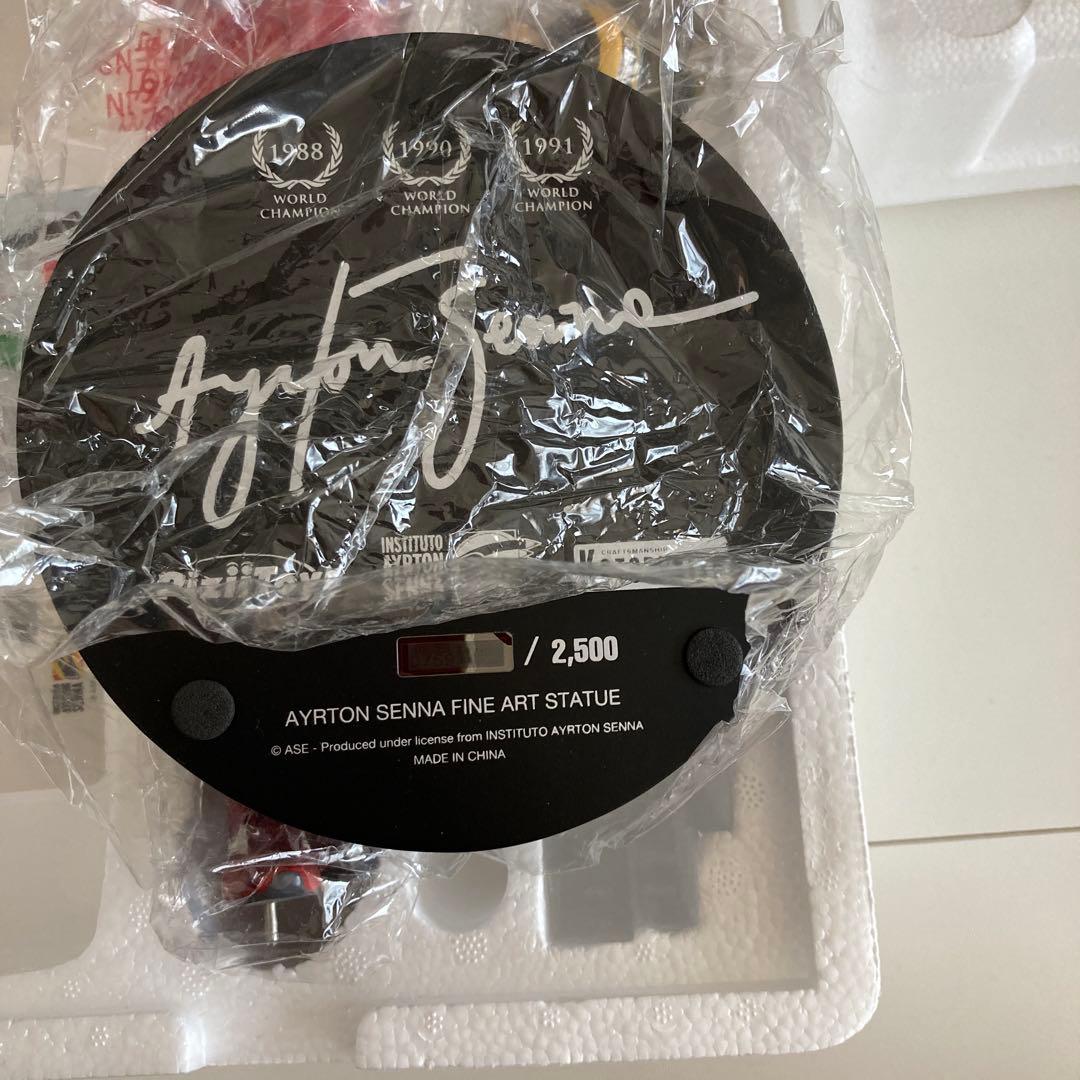 1988
WORLD
CHAMPION
1990
WORLD
CHAMPION
1991
WORLD
CHAMPION
Ayrton Senna
INSTITUTO
AYRTON
CRAFTSMANSHIP
/ 2,500
AYRTON SENNA FINE ART STATUE
© ASE - Produced under license from INSTITUTO AYRTON SENNA
MADE IN CHINA